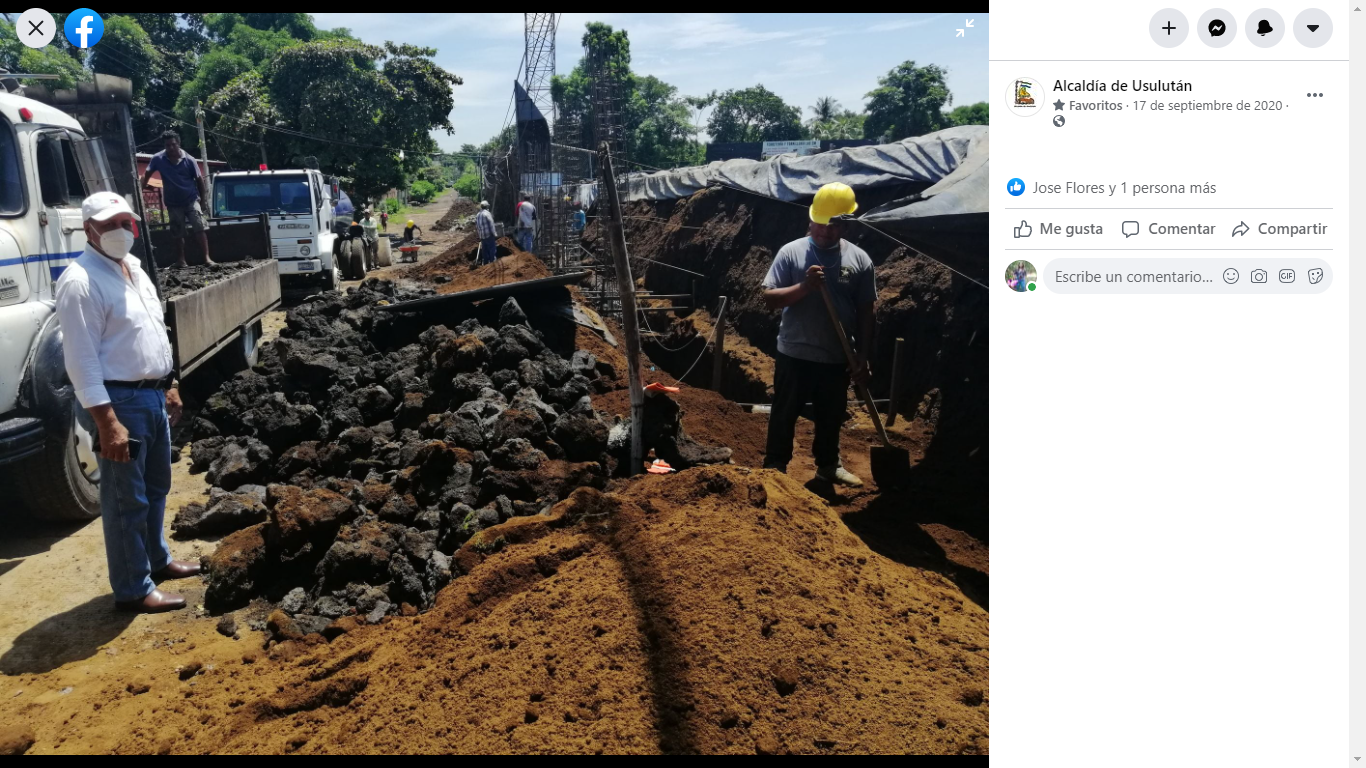 Alcaldía de Usulután
Favoritos · 17 de septiembre de 2020 ·
Jose Flores y 1 persona más
Me gusta
Comentar
Compartir
Escribe un comentario...
GIF